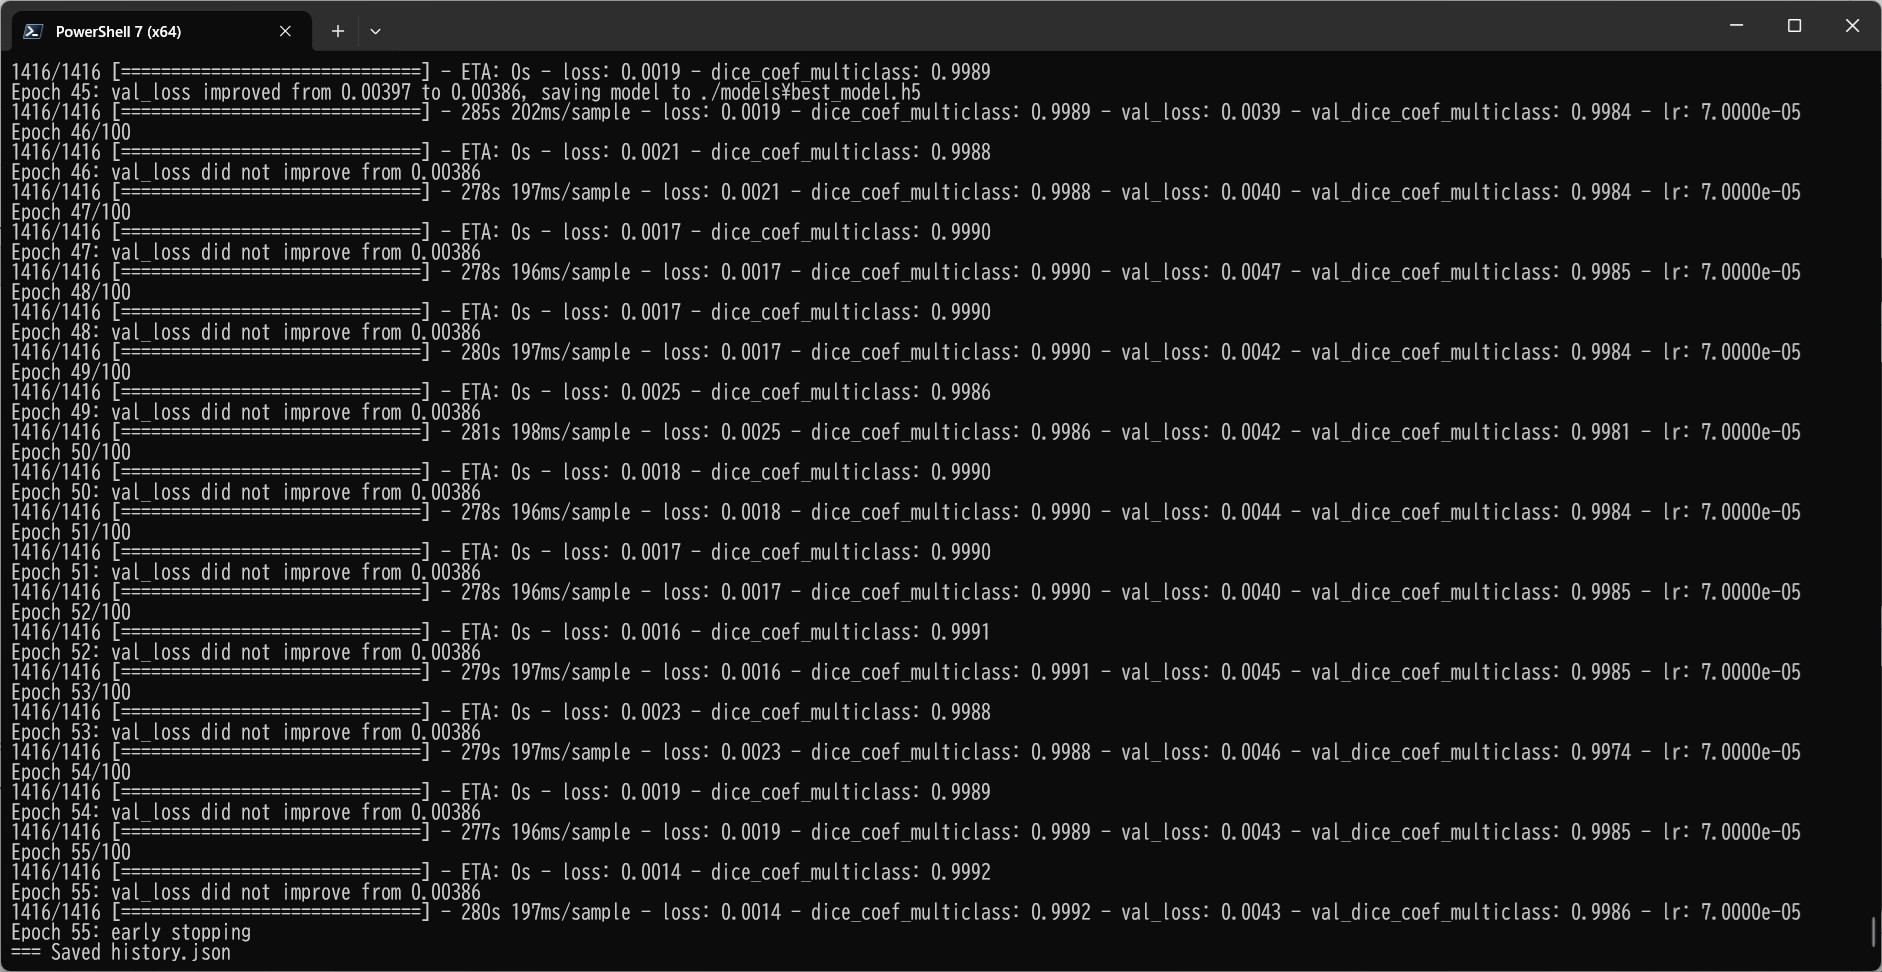 PowerShell 7 (x64)
1416/1416 [==============================] - ETA: 0s - loss: 0.0019 - dice_coef_multiclass: 0.9989
Epoch 45: val_loss improved from 0.00397 to 0.00386, saving model to ./models¥best_model.h5
1416/1416 [==============================] - 285s 202ms/sample - loss: 0.0019 - dice_coef_multiclass: 0.9989 - val_loss: 0.0039 - val_dice_coef_multiclass: 0.9984 - lr: 7.0000e-05
Epoch 46/100
1416/1416 [==============================] - ETA: 0s - loss: 0.0021 - dice_coef_multiclass: 0.9988
Epoch 46: val_loss did not improve from 0.00386
1416/1416 [==============================] - 278s 197ms/sample - loss: 0.0021 - dice_coef_multiclass: 0.9988 - val_loss: 0.0040 - val_dice_coef_multiclass: 0.9984 - lr: 7.0000e-05
Epoch 47/100
1416/1416 [==============================] - ETA: 0s - loss: 0.0017 - dice_coef_multiclass: 0.9990
Epoch 47: val_loss did not improve from 0.00386
1416/1416 [==============================] - 278s 196ms/sample - loss: 0.0017 - dice_coef_multiclass: 0.9990 - val_loss: 0.0047 - val_dice_coef_multiclass: 0.9985 - lr: 7.0000e-05
Epoch 48/100
1416/1416 [==============================] - ETA: 0s - loss: 0.0017 - dice_coef_multiclass: 0.9990
Epoch 48: val_loss did not improve from 0.00386
1416/1416 [==============================] - 280s 197ms/sample - loss: 0.0017 - dice_coef_multiclass: 0.9990 - val_loss: 0.0042 - val_dice_coef_multiclass: 0.9984 - lr: 7.0000e-05
Epoch 49/100
1416/1416 [==============================] - ETA: 0s - loss: 0.0025 - dice_coef_multiclass: 0.9986
Epoch 49: val_loss did not improve from 0.00386
1416/1416 [==============================] - 281s 198ms/sample - loss: 0.0025 - dice_coef_multiclass: 0.9986 - val_loss: 0.0042 - val_dice_coef_multiclass: 0.9981 - lr: 7.0000e-05
Epoch 50/100
1416/1416 [==============================] - ETA: 0s - loss: 0.0018 - dice_coef_multiclass: 0.9990
Epoch 50: val_loss did not improve from 0.00386
1416/1416 [==============================] - 278s 196ms/sample - loss: 0.0018 - dice_coef_multiclass: 0.9990 - val_loss: 0.0044 - val_dice_coef_multiclass: 0.9984 - lr: 7.0000e-05
Epoch 51/100
1416/1416 [==============================] - ETA: 0s - loss: 0.0017 - dice_coef_multiclass: 0.9990
Epoch 51: val_loss did not improve from 0.00386
1416/1416 [==============================] - 278s 196ms/sample - loss: 0.0017 - dice_coef_multiclass: 0.9990 - val_loss: 0.0040 - val_dice_coef_multiclass: 0.9985 - lr: 7.0000e-05
Epoch 52/100
1416/1416 [==============================] - ETA: 0s - loss: 0.0016 - dice_coef_multiclass: 0.9991
Epoch 52: val_loss did not improve from 0.00386
1416/1416 [==============================] - 279s 197ms/sample - loss: 0.0016 - dice_coef_multiclass: 0.9991 - val_loss: 0.0045 - val_dice_coef_multiclass: 0.9985 - lr: 7.0000e-05
Epoch 53/100
1416/1416 [==============================] - ETA: 0s - loss: 0.0023 - dice_coef_multiclass: 0.9988
Epoch 53: val_loss did not improve from 0.00386
1416/1416 [==============================] - 279s 197ms/sample - loss: 0.0023 - dice_coef_multiclass: 0.9988 - val_loss: 0.0046 - val_dice_coef_multiclass: 0.9974 - lr: 7.0000e-05
Epoch 54/100
1416/1416 [==============================] - ETA: 0s - loss: 0.0019 - dice_coef_multiclass: 0.9989
Epoch 54: val_loss did not improve from 0.00386
1416/1416 [==============================] - 277s 196ms/sample - loss: 0.0019 - dice_coef_multiclass: 0.9989 - val_loss: 0.0043 - val_dice_coef_multiclass: 0.9985 - lr: 7.0000e-05
Epoch 55/100
1416/1416 [==============================] - ETA: 0s - loss: 0.0014 - dice_coef_multiclass: 0.9992
Epoch 55: val_loss did not improve from 0.00386
1416/1416 [==============================] - 280s 197ms/sample - loss: 0.0014 - dice_coef_multiclass: 0.9992 - val_loss: 0.0043 - val_dice_coef_multiclass: 0.9986 - lr: 7.0000e-05
Epoch 55: early stopping
=== Saved history.json